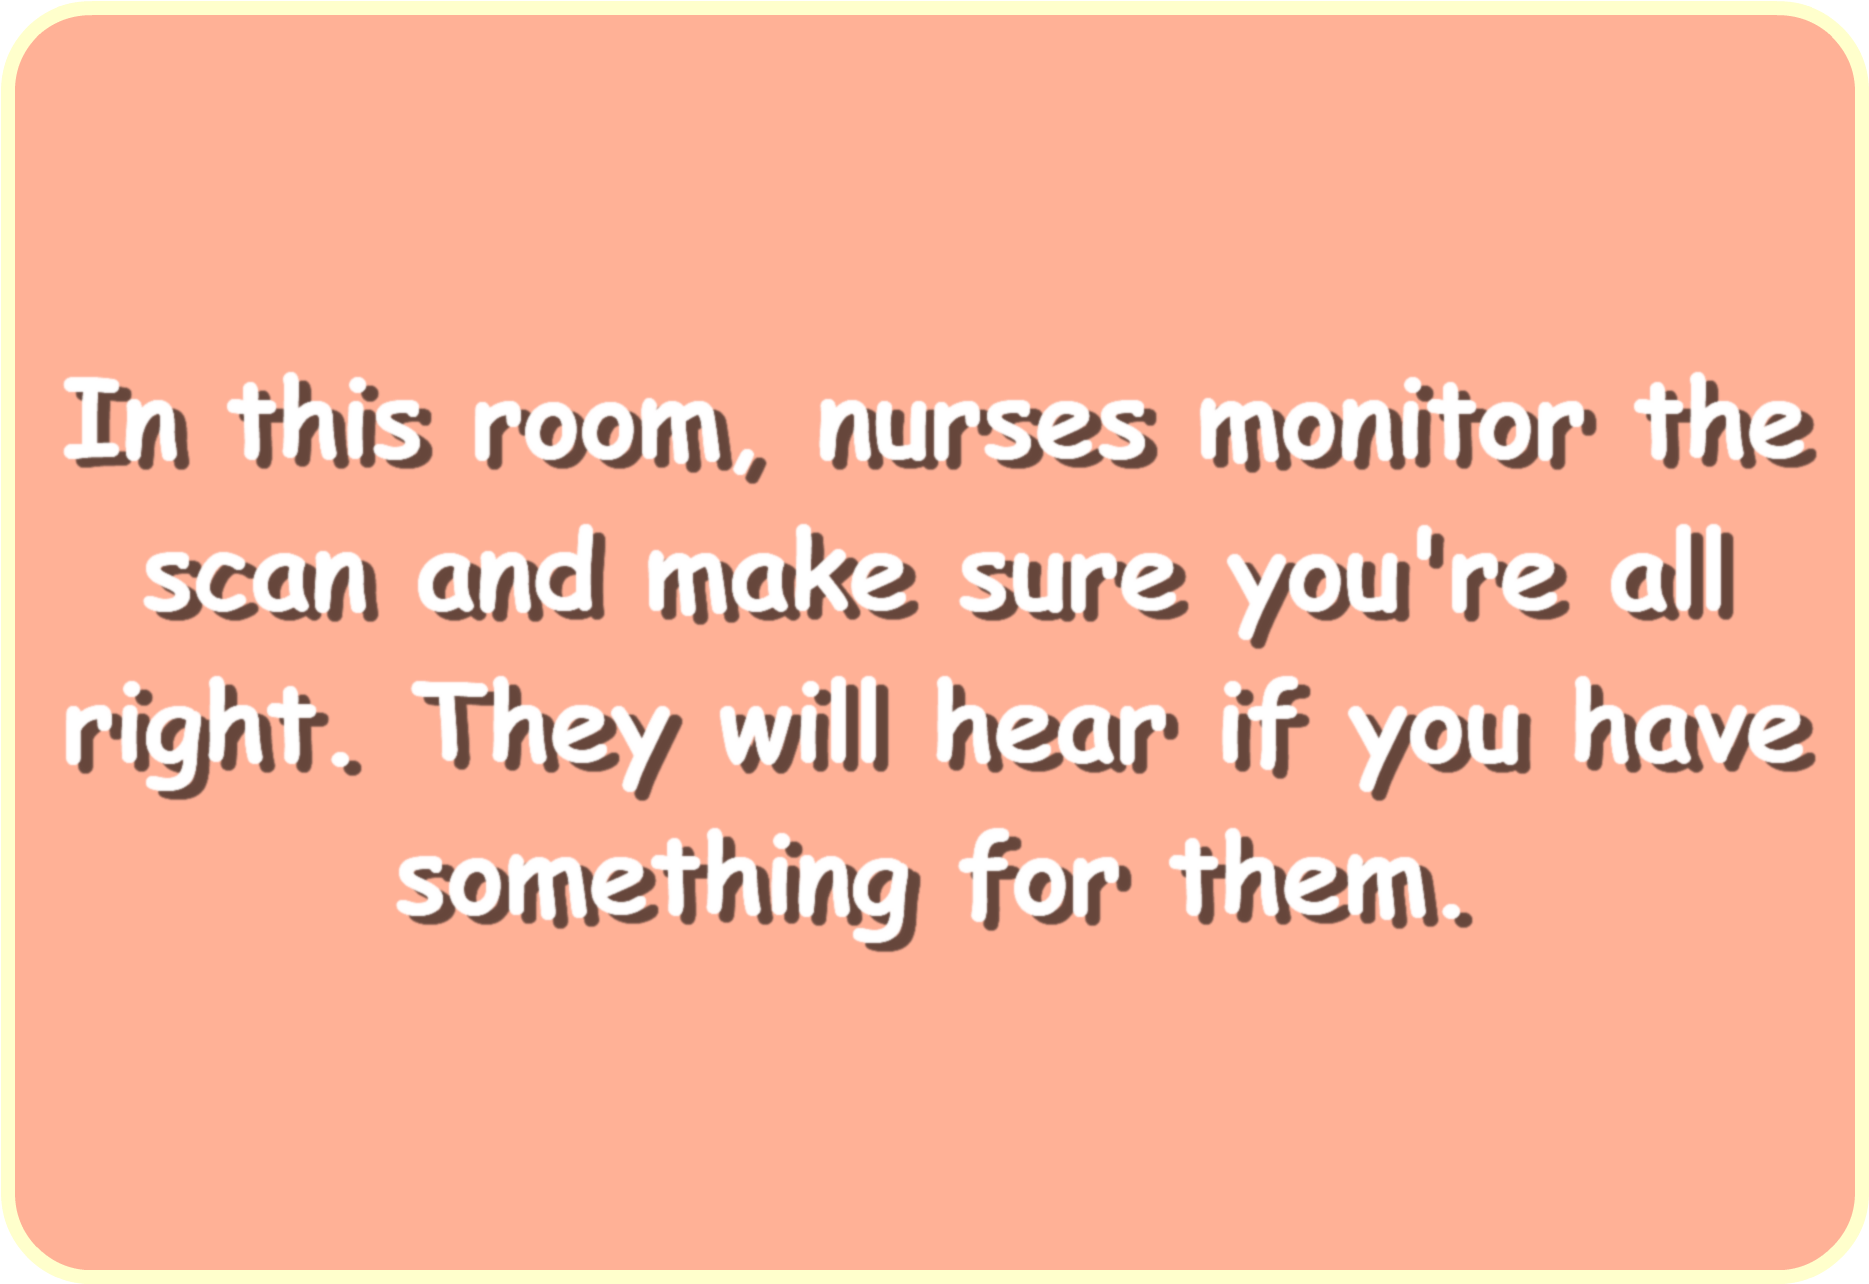 In this room, nurses monitor the
scan and make sure you're all
right. They will hear if you have
something for them.